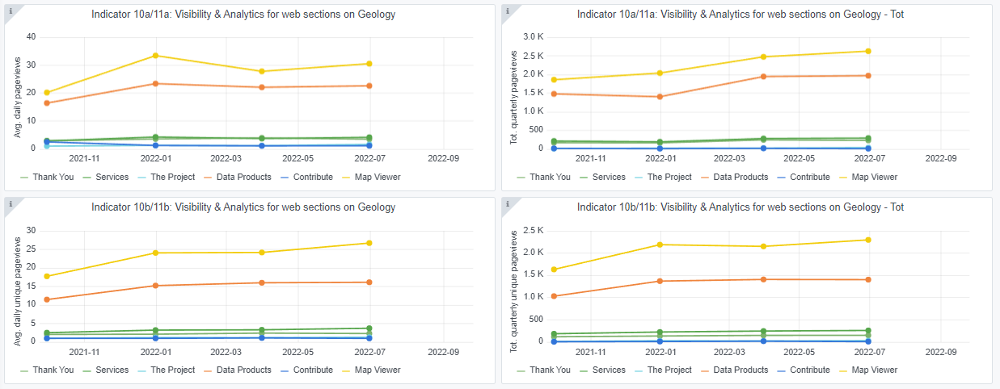 i
Indicator 10a/11a: Visibility & Analytics for web sections on Geology
Avg. daily pageviews
40
30
20
10
0
2021-11 2022-01 2022-03 2022-05 2022-07 2022-09
Thank You Services The Project Data Products Contribute Map Viewer
i
Indicator 10a/11a: Visibility & Analytics for web sections on Geology - Tot
Tot. quarterly pageviews
3.0 K
2.5 K
2.0 K
1.5 K
1.0 K
500
0
2021-11 2022-01 2022-03 2022-05 2022-07 2022-09
Thank You Services The Project Data Products Contribute Map Viewer
i
Indicator 10b/11b: Visibility & Analytics for web sections on Geology
Avg. daily unique pageviews
30
25
20
15
10
5
0
2021-11 2022-01 2022-03 2022-05 2022-07 2022-09
Thank You Services The Project Data Products Contribute Map Viewer
i
Indicator 10b/11b: Visibility & Analytics for web sections on Geology - Tot
Tot. quarterly unique pageviews
2.5 K
2.0 K
1.5 K
1.0 K
500
0
2021-11 2022-01 2022-03 2022-05 2022-07 2022-09
Thank You Services The Project Data Products Contribute Map Viewer